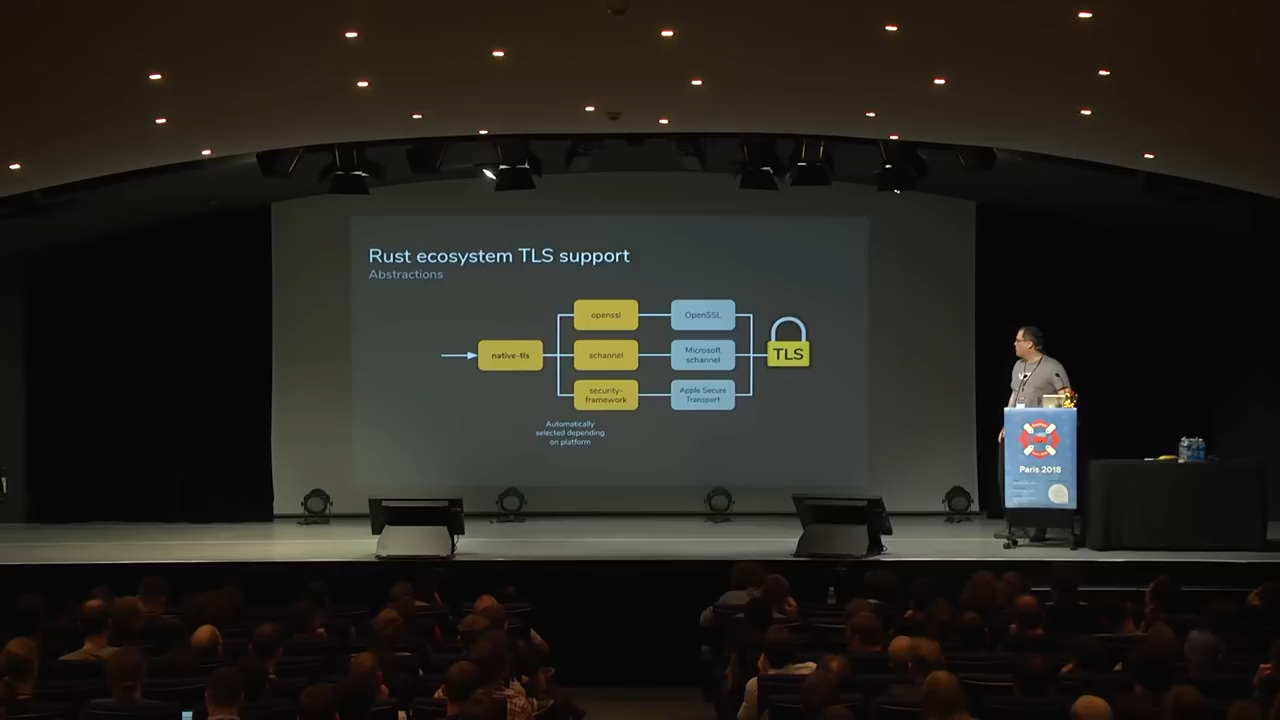 Rust ecosystem TLS support
Abstractions
openssl
OpenSSL
native-tls
schannel
Microsoft
schannel
TLS
security-
framework
Apple Secure
Transport
Automatically
selected depending
on platform
Paris 2018